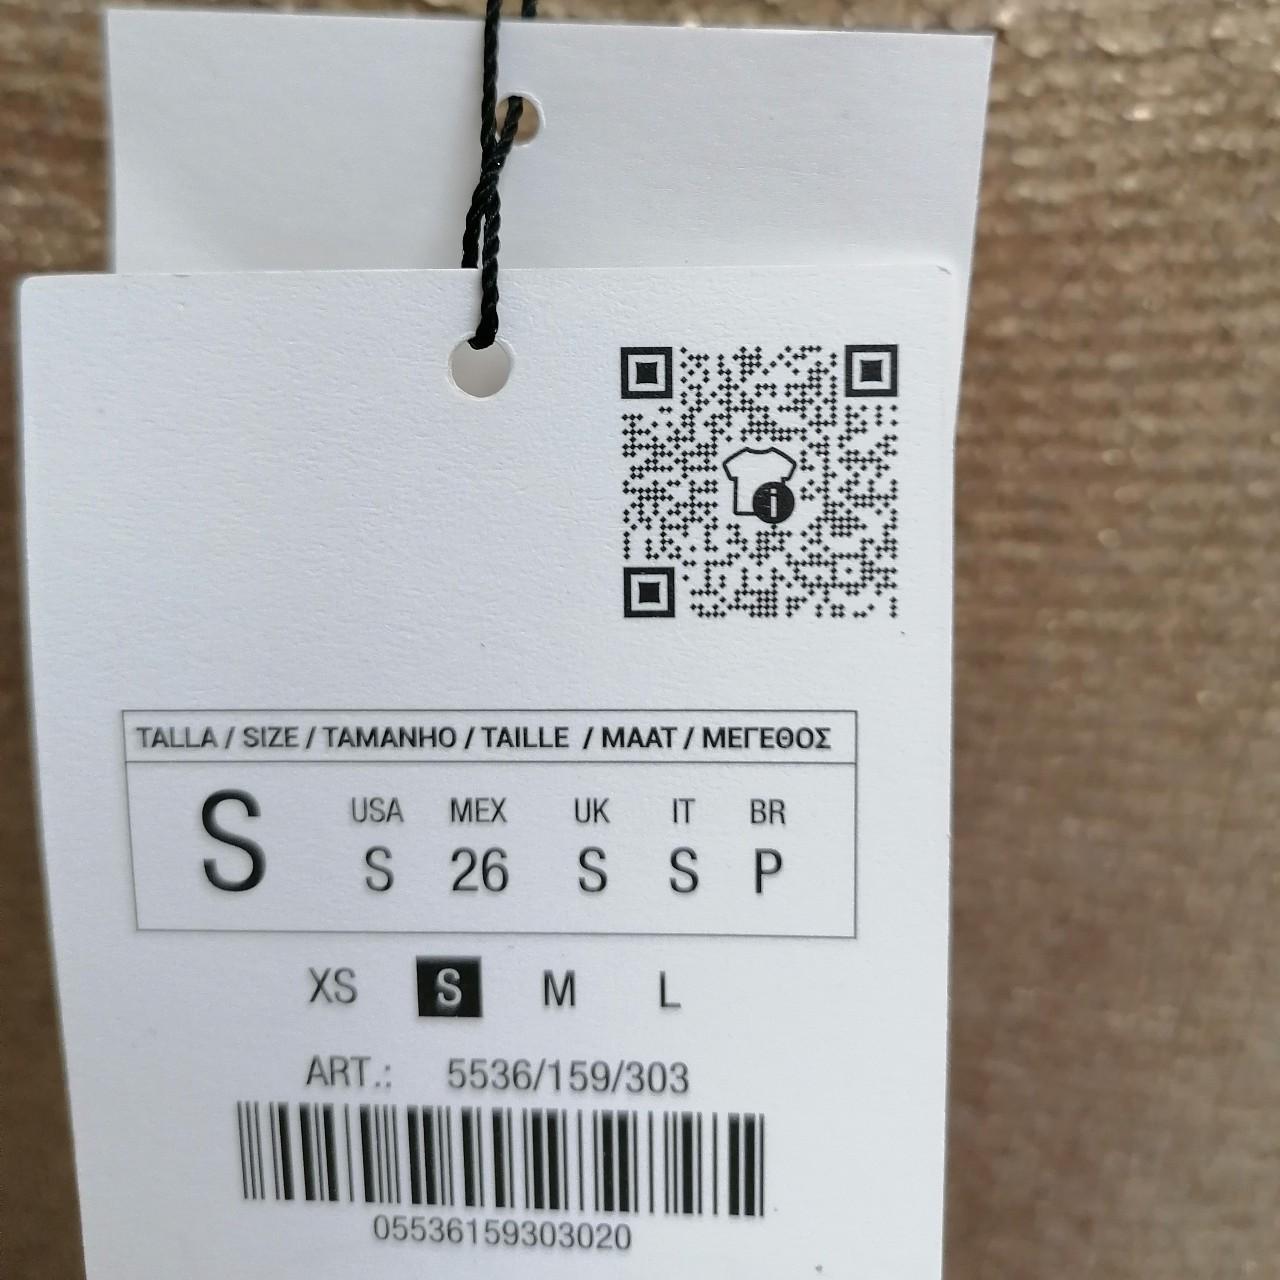 i
TALLA / SIZE / TAMANHO / TAILLE / MAAT / ΜΕΓΕΘΟΣ
S USA MEX UK IT BR
S 26 S S P
XS S M L
ART.: 5536/159/303
05536159303020